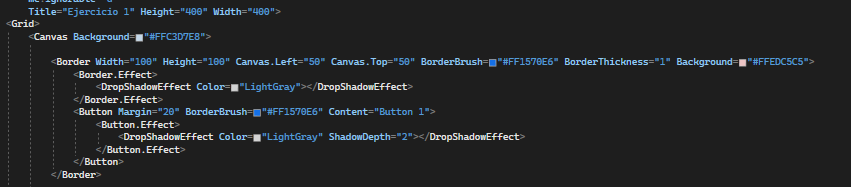 Title="Ejercicio 1" Height="400" Width="400">
<Grid>
<Canvas Background="#FFC3D7E8">
<Border Width="100" Height="100" Canvas.Left="50" Canvas.Top="50" BorderBrush="#FF1570E6" BorderThickness="1" Background="#FFEDC5C5">
<Border.Effect>
<DropShadowEffect Color="LightGray"></DropShadowEffect>
</Border.Effect>
<Button Margin="20" BorderBrush="#FF1570E6" Content="Button 1">
<Button.Effect>
<DropShadowEffect Color="LightGray" ShadowDepth="2"></DropShadowEffect>
</Button.Effect>
</Button>
</Border>